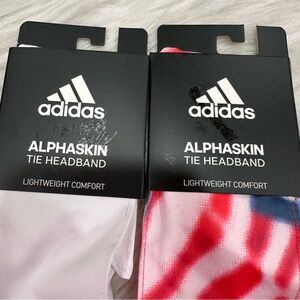 adidas
ALPHASKIN
TIE HEADBAND
LIGHTWEIGHT COMFORT
adidas
ALPHASKIN
TIE HEADBAND
LIGHTWEIGHT COMFORT